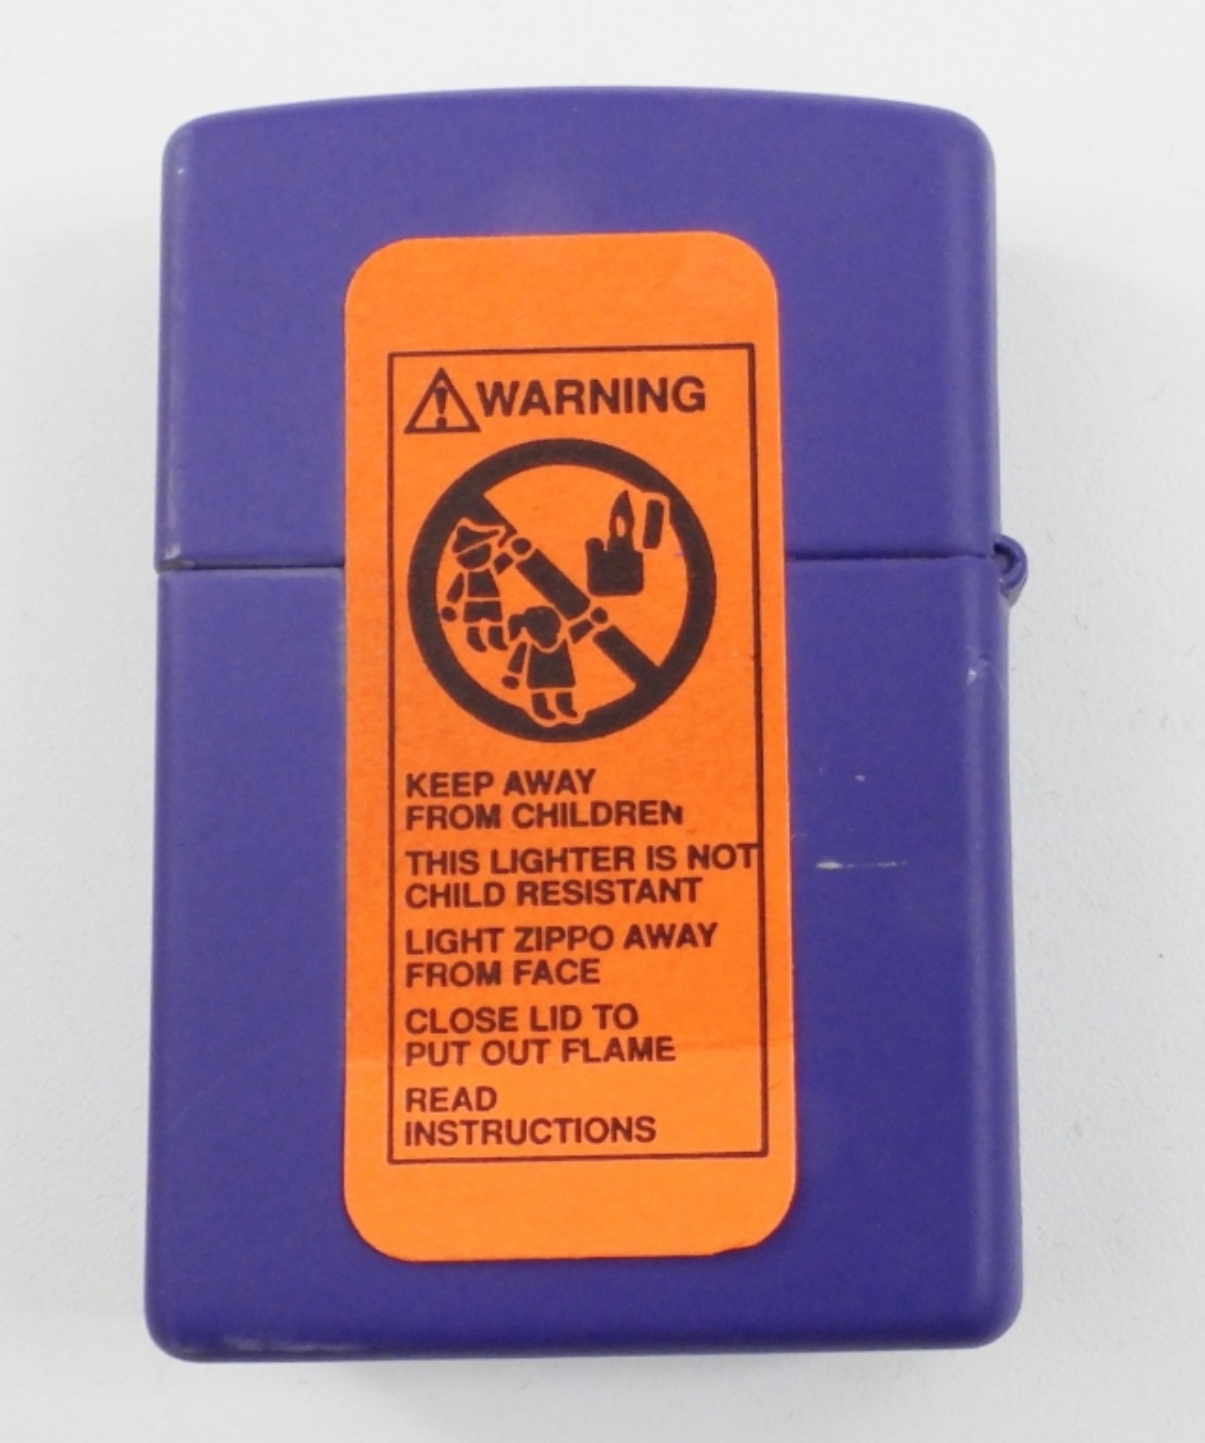 WARNING
KEEP AWAY
FROM CHILDREN
THIS LIGHTER IS NOT
CHILD RESISTANT
LIGHT ZIPPO AWAY
FROM FACE
CLOSE LID TO
PUT OUT FLAME
READ
INSTRUCTIONS